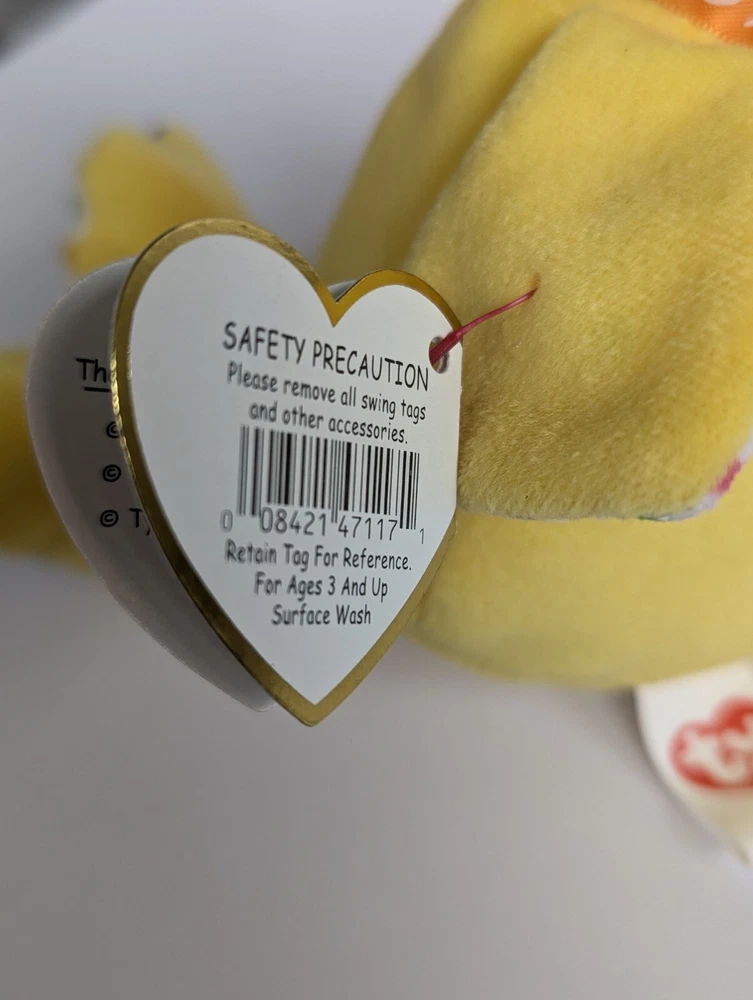 SAFETY PRECAUTION
Please remove all swing tags
and other accessories.
0 08421 47117 1
Retain Tag For Reference.
For Ages 3 And Up
Surface Wash
©
©
© T
ty